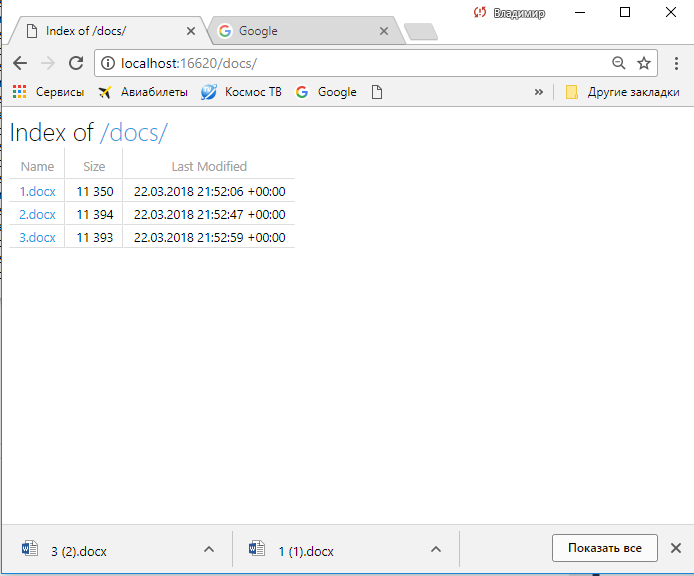 Владимир
Index of /docs/
Google
localhost:16620/docs/
Сервисы Авиабилеты Космос ТВ Google » Другие закладки
Index of /docs/
Name Size Last Modified
1.docx 11 350 22.03.2018 21:52:06 +00:00
2.docx 11 394 22.03.2018 21:52:47 +00:00
3.docx 11 393 22.03.2018 21:52:59 +00:00
3 (2).docx 1 (1).docx Показать все